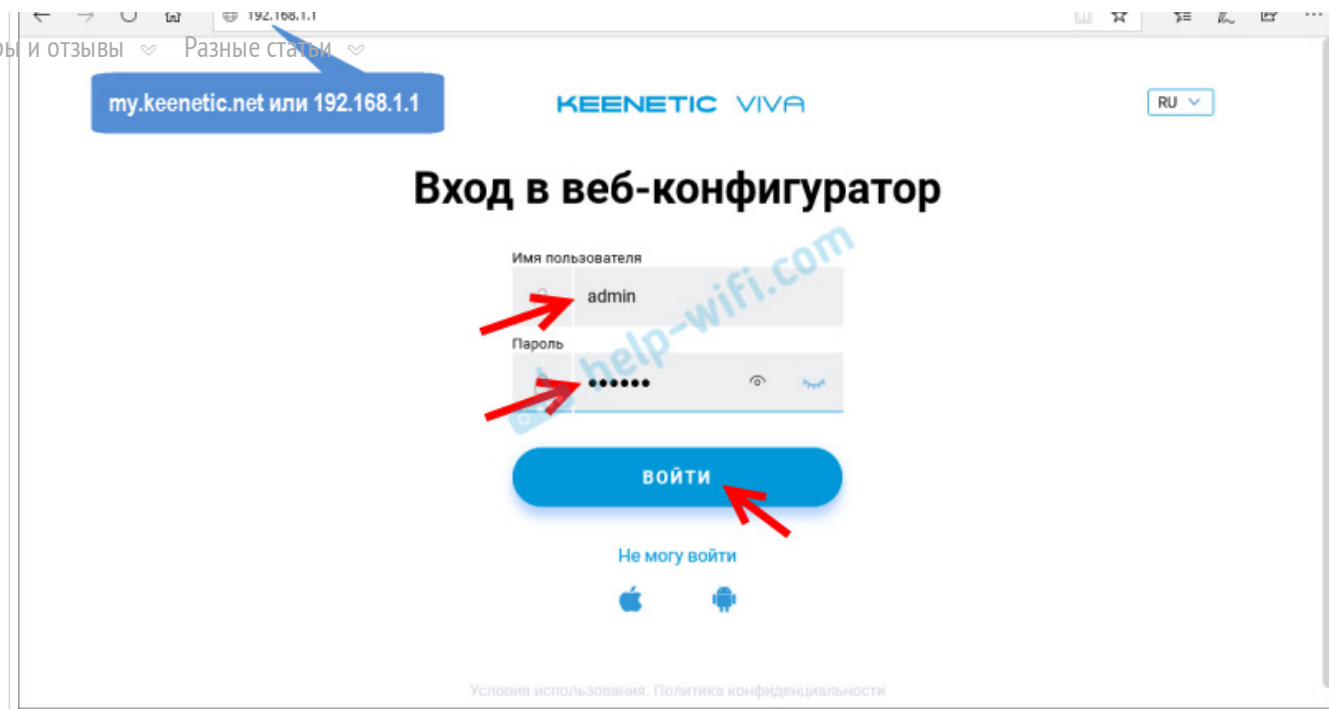 192.168.1.1
ы и отзывы Разные статьи
my.keenetic.net или 192.168.1.1
KEENETIC VIVA
RU
Вход в веб-конфигуратор
Имя пользователя
admin
Пароль
••••••
help-wifi.com
ВОЙТИ
Не могу войти
Условия использования. Политика конфиденциальности